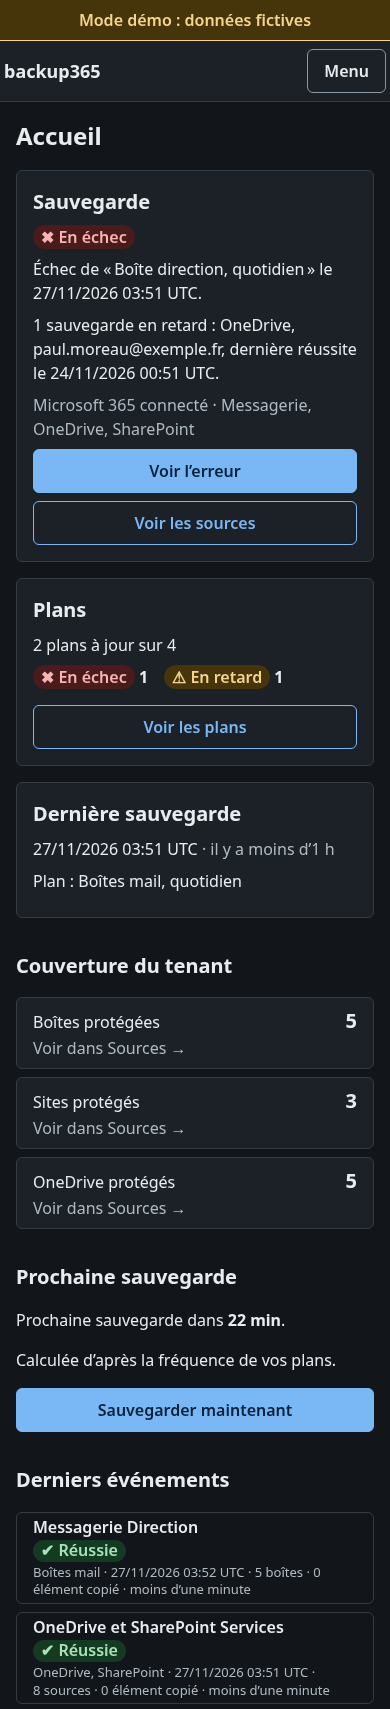 Mode démo : données fictives
backup365
Menu
Accueil
Sauvegarde
✖ En échec
Échec de « Boîte direction, quotidien » le
27/11/2026 03:51 UTC.
1 sauvegarde en retard : OneDrive,
paul.moreau@exemple.fr, dernière réussite
le 24/11/2026 00:51 UTC.
Microsoft 365 connecté · Messagerie,
OneDrive, SharePoint
Voir l’erreur
Voir les sources
Plans
2 plans à jour sur 4
✖ En échec 1 ⚠ En retard 1
Voir les plans
Dernière sauvegarde
27/11/2026 03:51 UTC · il y a moins d’1 h
Plan : Boîtes mail, quotidien
Couverture du tenant
Boîtes protégées 5
Voir dans Sources →
Sites protégés 3
Voir dans Sources →
OneDrive protégés 5
Voir dans Sources →
Prochaine sauvegarde
Prochaine sauvegarde dans 22 min.
Calculée d’après la fréquence de vos plans.
Sauvegarder maintenant
Derniers événements
Messagerie Direction
✔ Réussie
Boîtes mail · 27/11/2026 03:52 UTC · 5 boîtes · 0
élément copié · moins d’une minute
OneDrive et SharePoint Services
✔ Réussie
OneDrive, SharePoint · 27/11/2026 03:51 UTC ·
8 sources · 0 élément copié · moins d’une minute